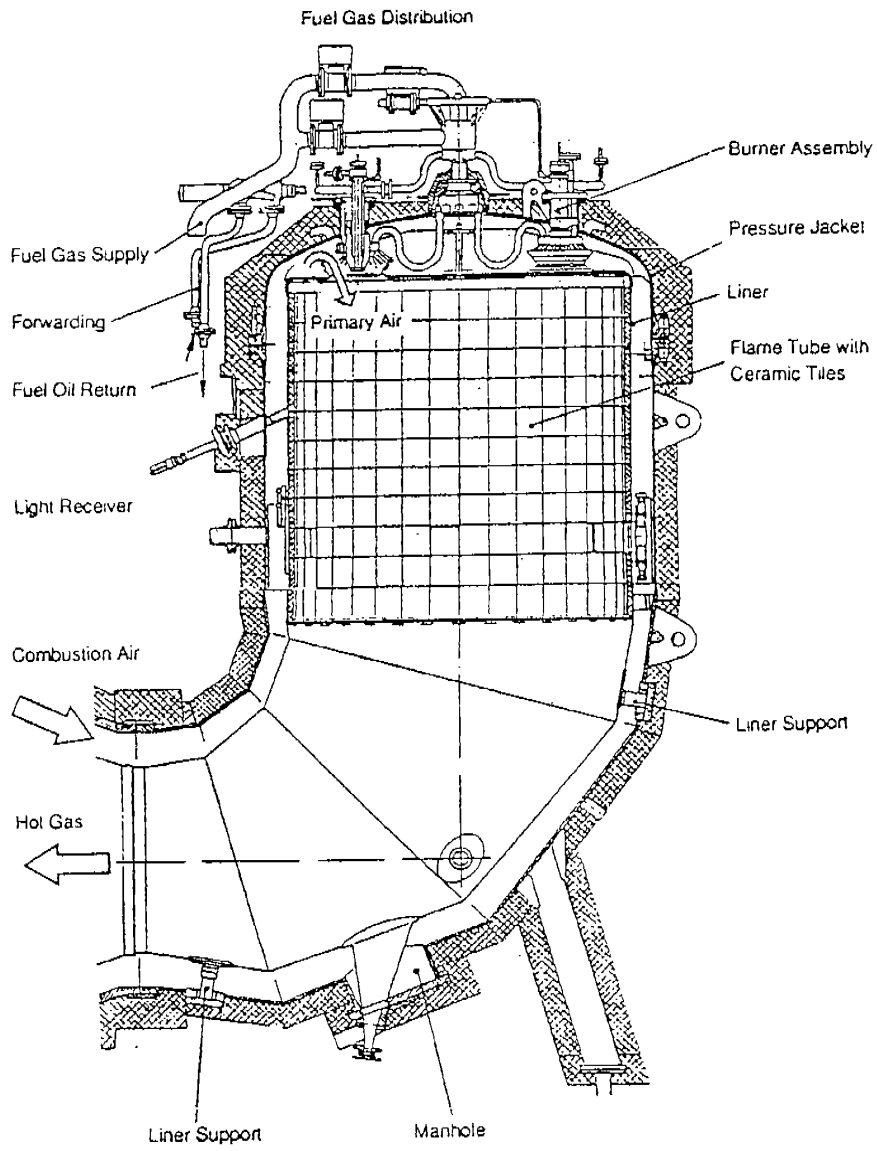 Fuel Gas Distribution
Burner Assembly
Pressure Jacket
Fuel Gas Supply
Liner
Forwarding
Primary Air
Flame Tube with
Ceramic Tiles
Fuel Oil Return
Light Receiver
Combustion Air
Liner Support
Hot Gas
Liner Support
Manhole